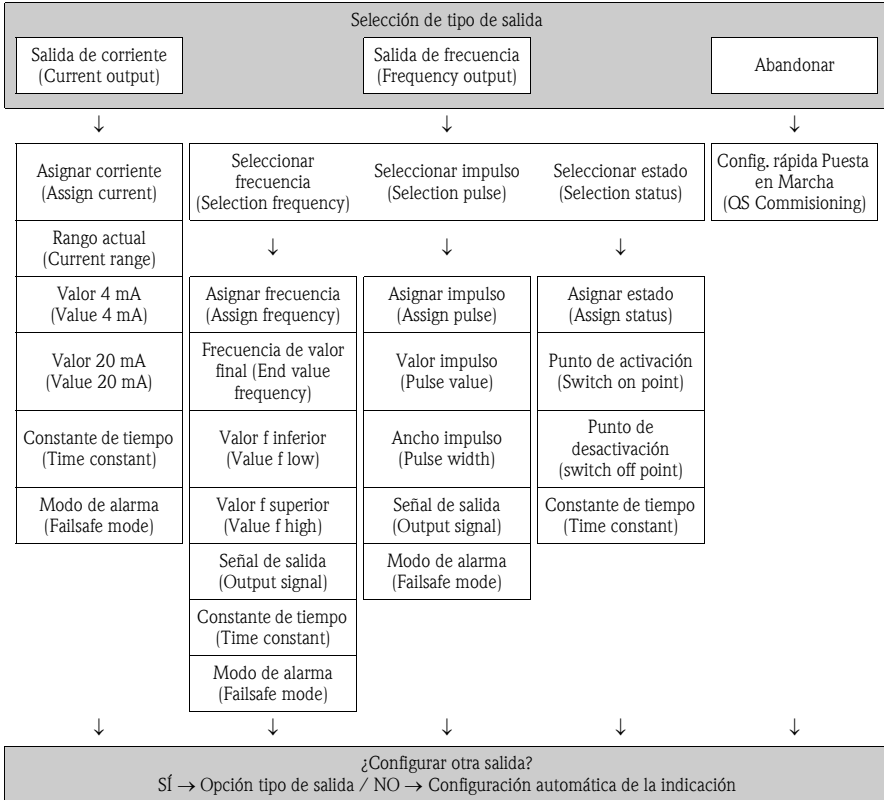 Selección de tipo de salida
Salida de corriente
(Current output)
Salida de frecuencia
(Frequency output)
Abandonar
↓
↓
↓
Asignar corriente
(Assign current)
Seleccionar
frecuencia
(Selection frequency)
Seleccionar impulso
(Selection pulse)
Seleccionar estado
(Selection status)
Config. rápida Puesta
en Marcha
(QS Commisioning)
Rango actual
(Current range)
↓
↓
↓
Valor 4 mA
(Value 4 mA)
Asignar frecuencia
(Assign frequency)
Asignar impulso
(Assign pulse)
Asignar estado
(Assign status)
Valor 20 mA
(Value 20 mA)
Frecuencia de valor
final (End value
frequency)
Valor impulso
(Pulse value)
Punto de activación
(Switch on point)
Constante de tiempo
(Time constant)
Valor f inferior
(Value f low)
Ancho impulso
(Pulse width)
Punto de
desactivación
(switch off point)
Modo de alarma
(Failsafe mode)
Valor f superior
(Value f high)
Señal de salida
(Output signal)
Constante de tiempo
(Time constant)
Señal de salida
(Output signal)
Modo de alarma
(Failsafe mode)
Constante de tiempo
(Time constant)
Modo de alarma
(Failsafe mode)
↓
↓
↓
↓
↓
¿Configurar otra salida?
SÍ → Opción tipo de salida / NO → Configuración automática de la indicación